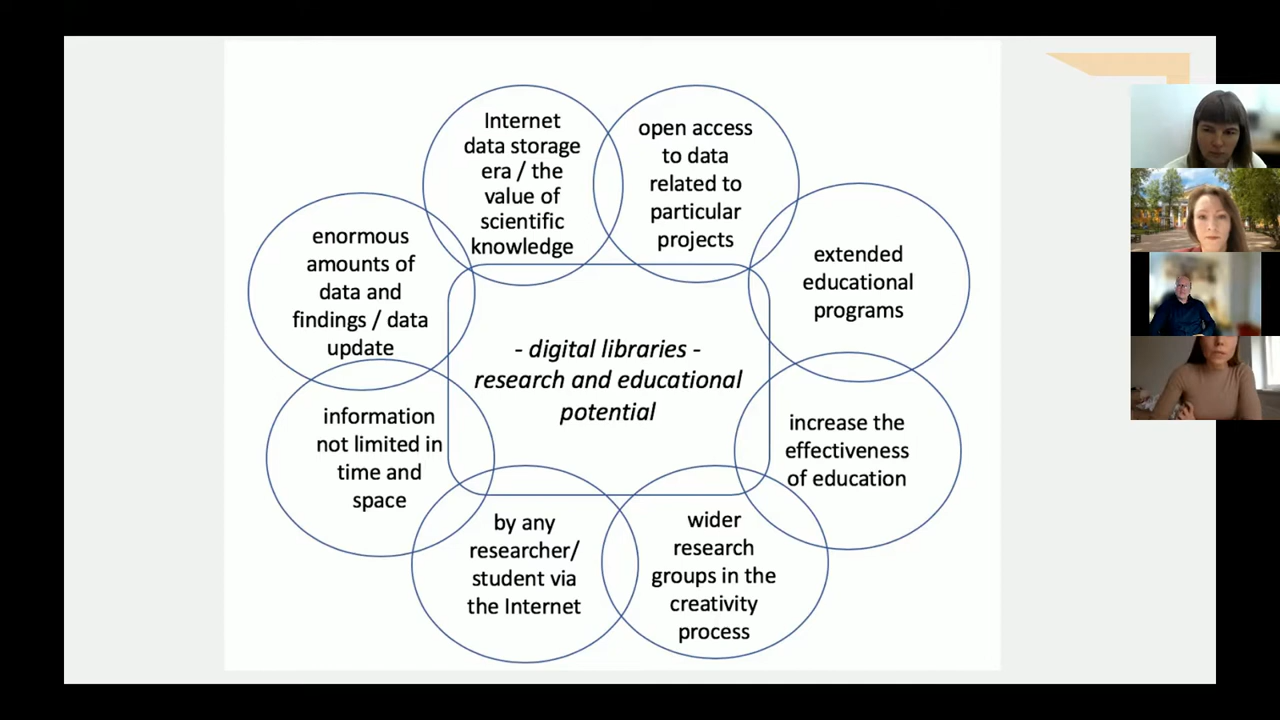 Internet
data storage
era / the
value of
scientific
knowledge
open access
to data
related to
particular
projects
extended
educational
programs
increase the
effectiveness
of education
wider
research
groups in the
creativity
process
by any
researcher/
student via
the Internet
information
not limited in
time and
space
enormous
amounts of
data and
findings / data
update
- digital libraries -
research and educational
potential